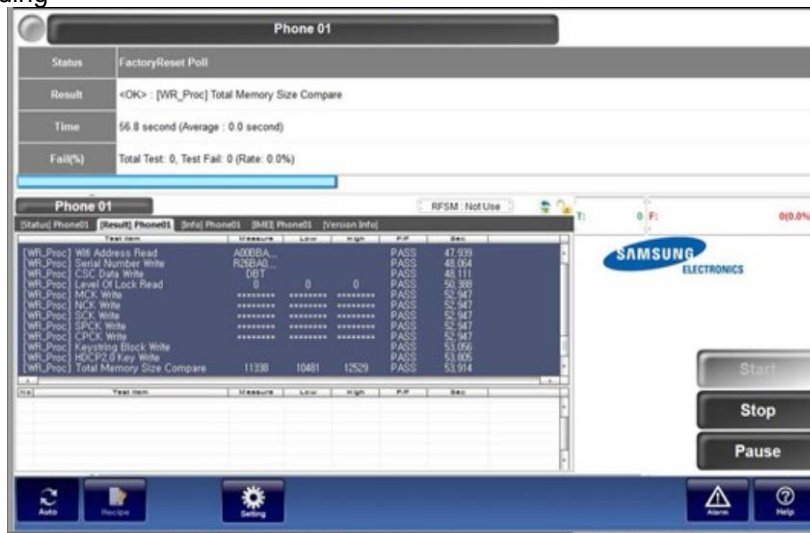 ding
Phone 01
Status FactoryReset Poll
Result <OK> : [WR_Proc] Total Memory Size Compare
Time 56.8 second (Average : 0.0 second)
Fail(%) Total Test: 0, Test Fail: 0 (Rate: 0.0%)
Phone 01 RFSM : Not Use T: 0 F: 0(0.0%
[Status] Phone01 [Result] Phone01 [Info] Phone01 [IMEI] Phone01 [Version Info]
Test Item Measure Low High P/F Sec
[WR_Proc] Wifi Address Read A00BBA... PASS 47,939
[WR_Proc] Serial Number Write R26BA0... PASS 48,064
[WR_Proc] CSC Data Write DBT PASS 48,111
[WR_Proc] Level Of Lock Read 0 0 0 PASS 50,388
[WR_Proc] MCK Write ******** ******** ******** PASS 52,947
[WR_Proc] NCK Write ******** ******** ******** PASS 52,947
[WR_Proc] SCK Write ******** ******** ******** PASS 52,947
[WR_Proc] SPCK Write ******** ******** ******** PASS 52,947
[WR_Proc] CPCK Write ******** ******** ******** PASS 52,947
[WR_Proc] Keystring Block Write PASS 53,056
[WR_Proc] HDCP2.0 Key Write PASS 53,805
[WR_Proc] Total Memory Size Compare 11338 10481 12529 PASS 53,914
SAMSUNG
ELECTRONICS
No Test Item Measure Low High P/F Sec
Start
Stop
Pause
Auto Recipe Setting Alarm Help